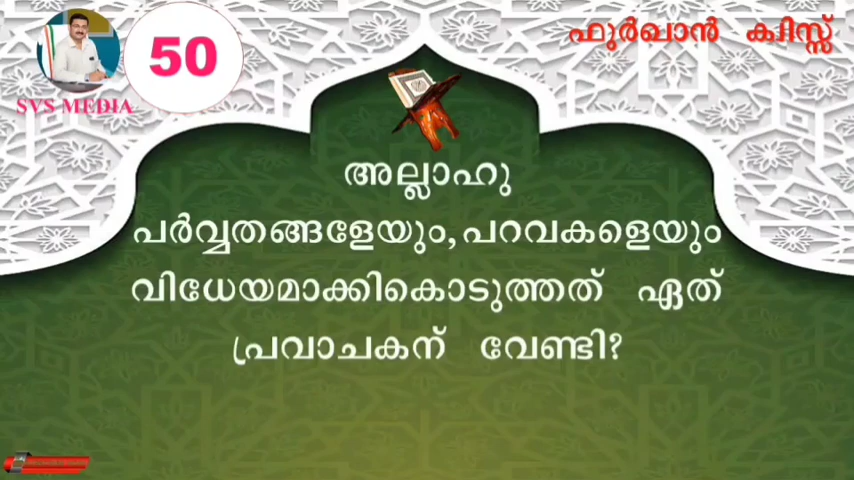 ഫുർഖാൻ ക്വിസ്സ്
50
SVS MEDIA
അല്ലാഹു
പർവ്വതങ്ങളേയും,പറവകളെയും
വിധേയമാക്കികൊടുത്തത് ഏത്
പ്രവാചകന് വേണ്ടി?